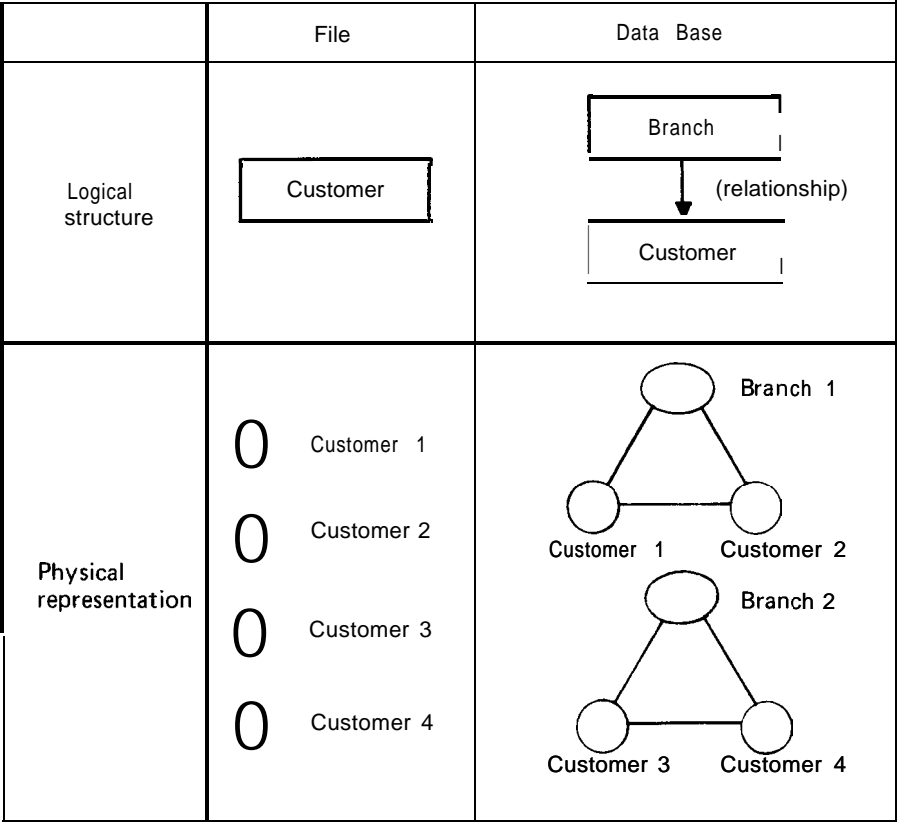 File
Data Base
Logical
structure
Customer
Branch
(relationship)
Customer
Physical
representation
Customer 1
Customer 2
Customer 3
Customer 4
Branch 1
Customer 1
Customer 2
Branch 2
Customer 3
Customer 4